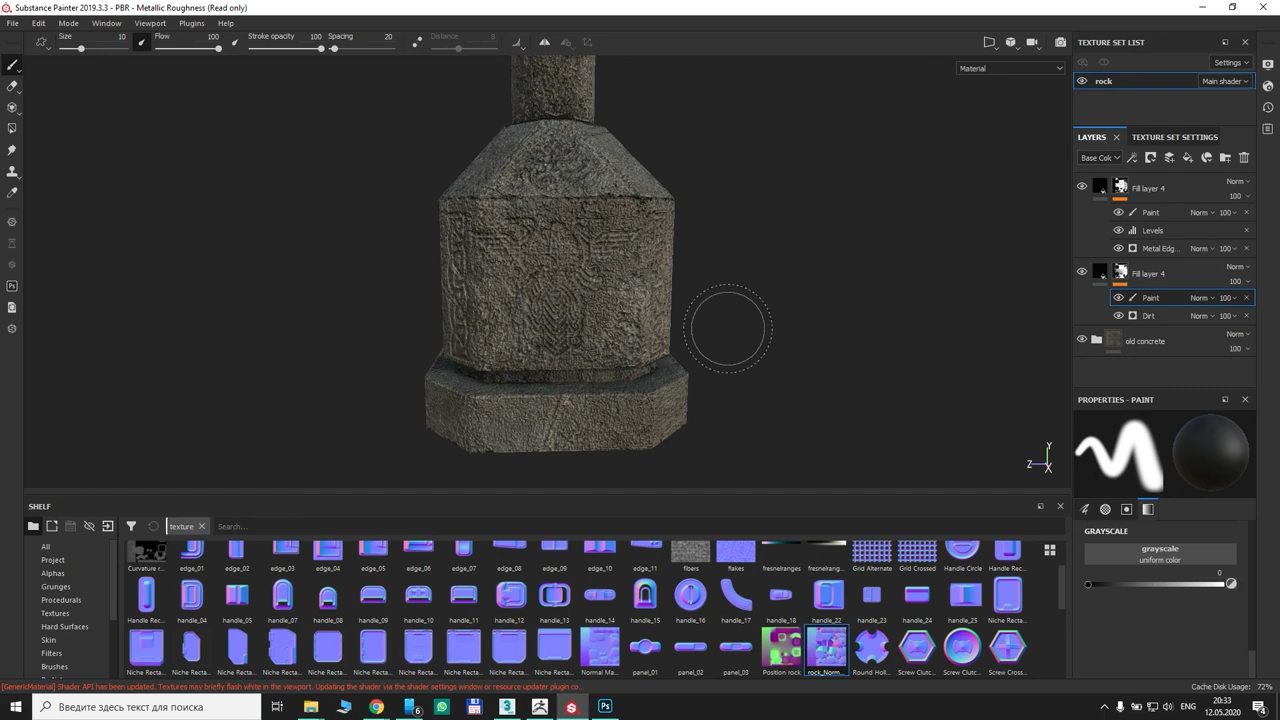 Substance Painter 2019.3.3 - PBR - Metallic Roughness (Read only)
File Edit Mode Window Viewport Plugins Help
Size 10 Flow 100 Stroke opacity 100 Spacing 20 Distance 8
Material
TEXTURE SET LIST
Settings
rock Main shader
LAYERS TEXTURE SET SETTINGS
Base Col
Fill layer 4 Norm 100
Paint Norm 100
Levels
Metal Edg... Norm 100
Fill layer 4 Norm 100
Paint Norm 100
Dirt Norm 100
old concrete Norm 100
PROPERTIES - PAINT
GRAYSCALE
grayscale
uniform color
0
Y
Z X
SHELF
texture Search...
All
Project
Alphas
Grunges
Procedurals
Textures
Hard Surfaces
Skin
Filters
Brushes
Curvature r... edge_01 edge_02 edge_03 edge_04 edge_05 edge_06 edge_07 edge_08 edge_09 edge_10 edge_11 fibers flakes fresnelranges fresnelrang... Grid Alternate Grid Crossed Handle Circle Handle Rec...
Handle Rec... handle_04 handle_05 handle_06 handle_08 handle_09 handle_10 handle_11 handle_12 handle_13 handle_14 handle_15 handle_16 handle_17 handle_18 handle_22 handle_23 handle_24 handle_25 Niche Recta...
Niche Recta... Niche Recta... Niche Recta... Niche Recta... Niche Recta... Niche Recta... Niche Recta... Niche Recta... Niche Recta... Niche Recta... Normal Ma... panel_01 panel_02 panel_03 Position rock rock_Norm... Round Holl... Screw Clutc... Screw Clutc... Screw Cross...
[GenericMaterial] Shader API has been updated. Textures may briefly flash white in the viewport. Updating the shader via the shader settings window or resource updater plugin co...
Cache Disk Usage: 72%
Введите здесь текст для поиска
6
ENG
20:33
12.05.2020
4